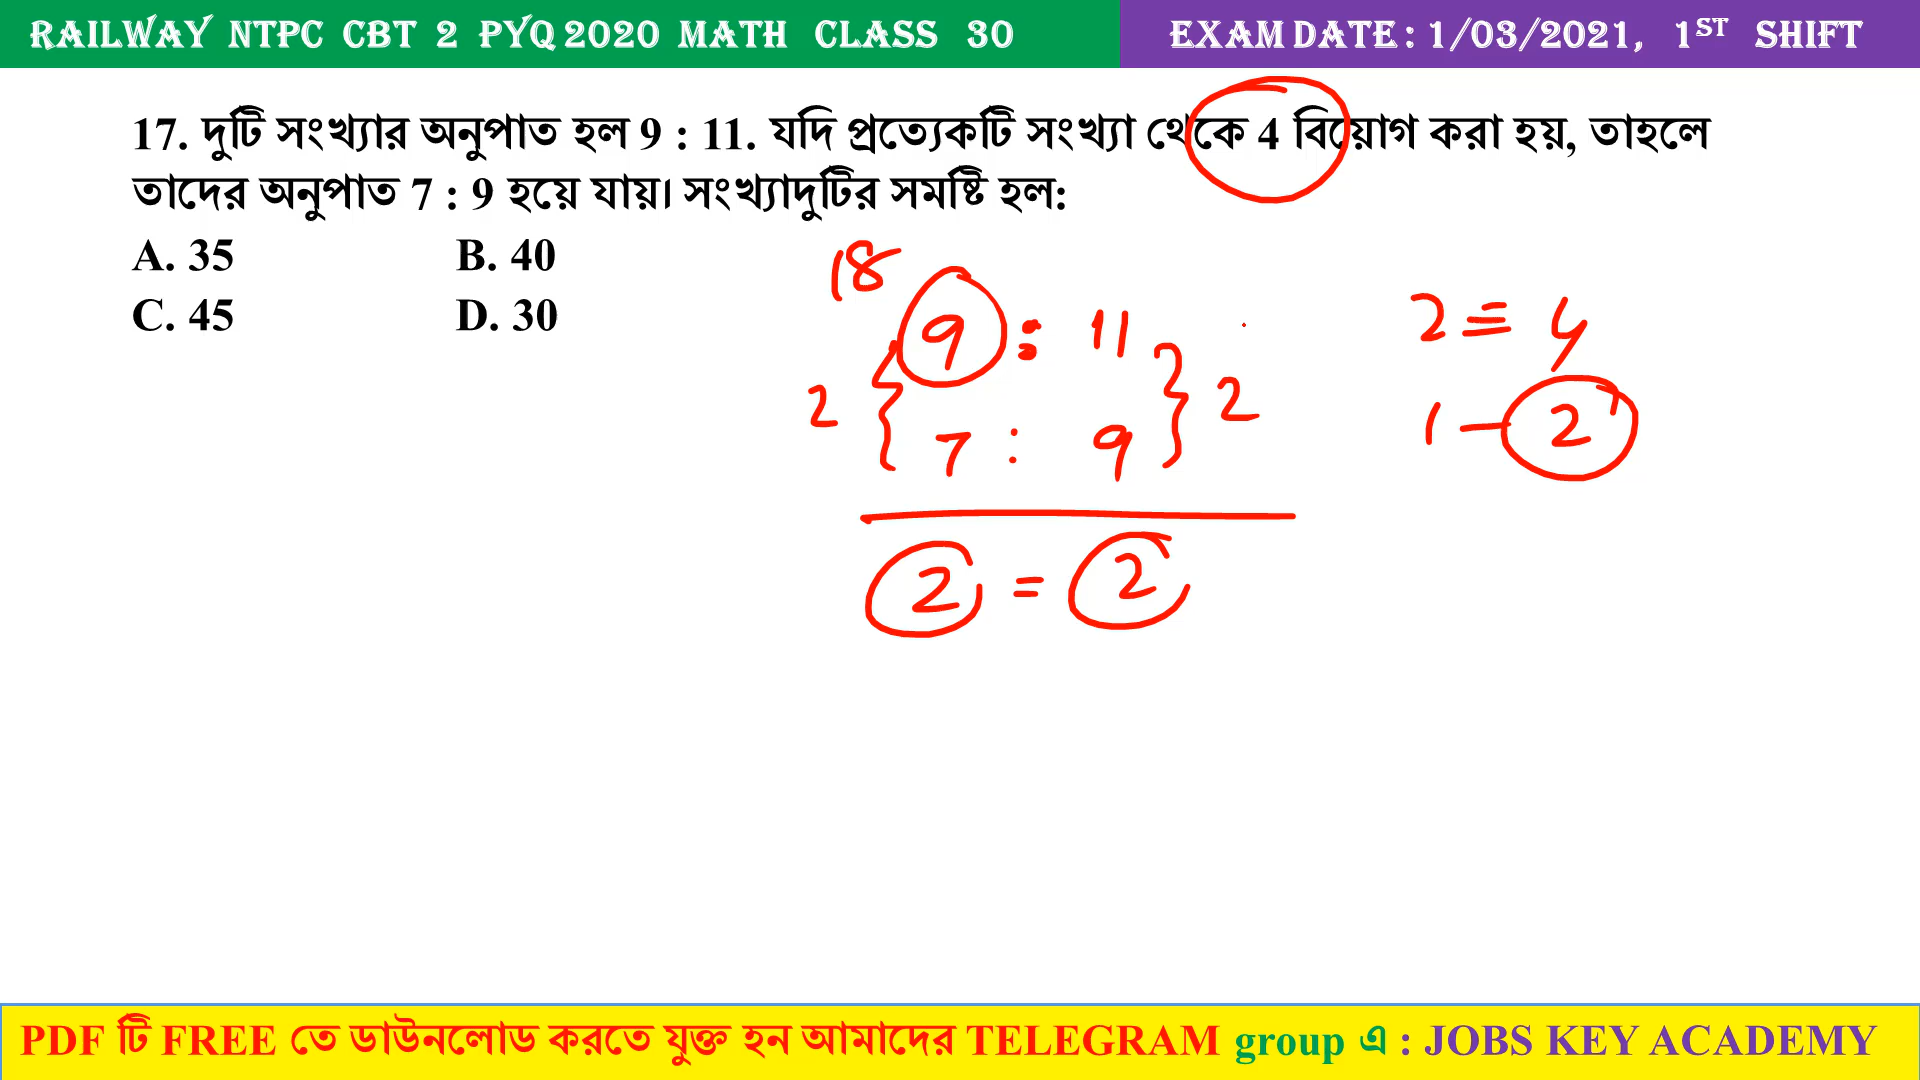 RAILWAY NTPC CBT 2 PYQ 2020 MATH CLASS 30
EXAM DATE : 1/03/2021, 1ST SHIFT
17. দুটি সংখ্যার অনুপাত হল 9 : 11. যদি প্রত্যেকটি সংখ্যা থেকে 4 বিয়োগ করা হয়, তাহলে
তাদের অনুপাত 7 : 9 হয়ে যায়। সংখ্যাদুটির সমষ্টি হল:
A. 35 B. 40
C. 45 D. 30
18
9 : 11
2 { } 2
7 : 9
2 = 2
2 ≡ 4
1 — 2
PDF টি FREE তে ডাউনলোড করতে যুক্ত হন আমাদের TELEGRAM group এ : JOBS KEY ACADEMY